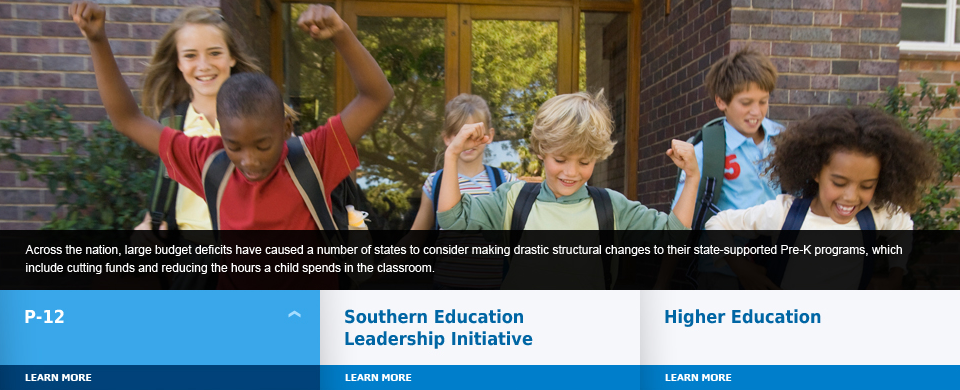 5
Across the nation, large budget deficits have caused a number of states to consider making drastic structural changes to their state-supported Pre-K programs, which
include cutting funds and reducing the hours a child spends in the classroom.
P-12
Southern Education
Leadership Initiative
Higher Education
LEARN MORE
LEARN MORE
LEARN MORE